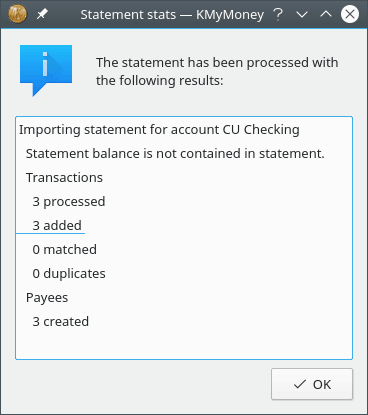 Statement stats — KMyMoney
The statement has been processed with
the following results:
Importing statement for account CU Checking
Statement balance is not contained in statement.
Transactions
3 processed
3 added
0 matched
0 duplicates
Payees
3 created
OK